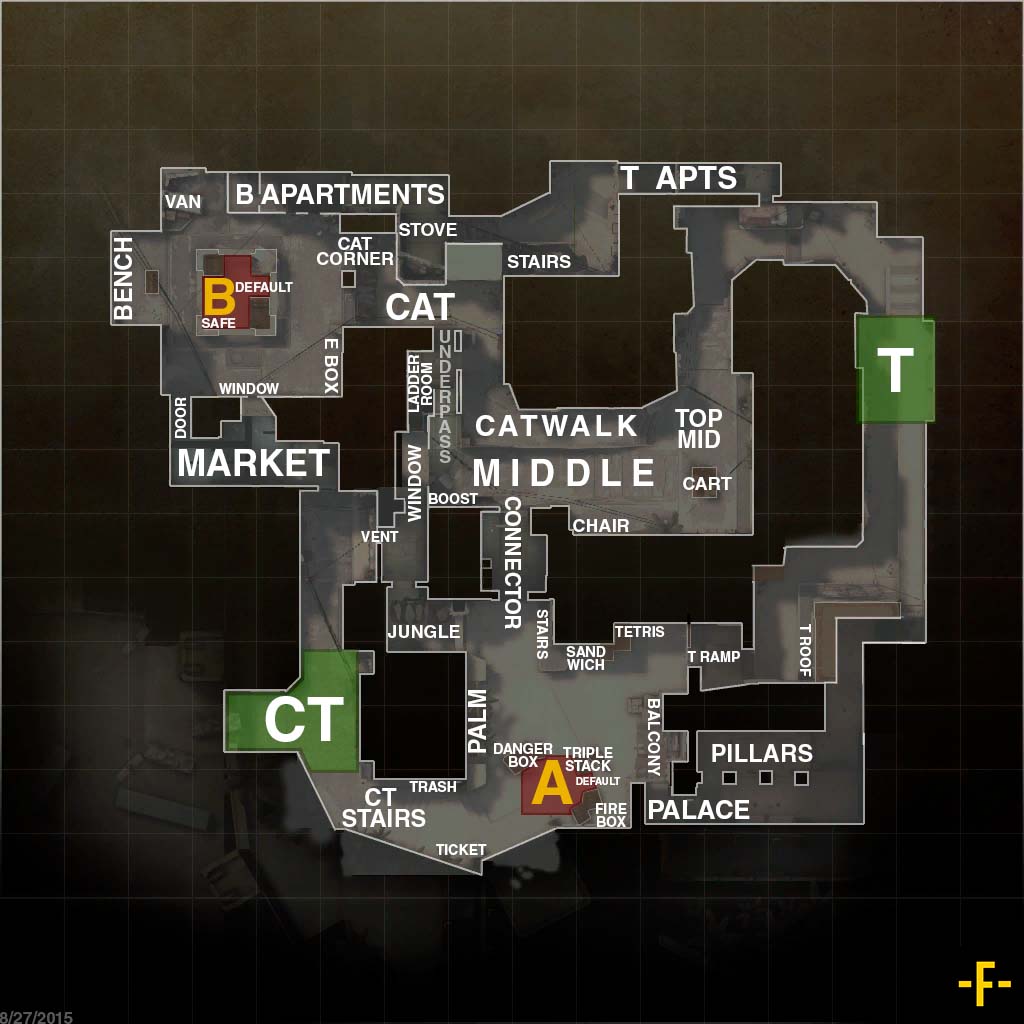 T APTS
B APARTMENTS
VAN
STOVE
CAT
CORNER
STAIRS
BENCH
B
DEFAULT
SAFE
CAT
T
E BOX
UNDERPASS
LADDER
ROOM
WINDOW
DOOR
CATWALK
TOP
MID
MARKET
MIDDLE
WINDOW
CART
BOOST
CONNECTOR
CHAIR
VENT
JUNGLE
STAIRS
TETRIS
SAND
WICH
T RAMP
T ROOF
CT
PALM
BALCONY
DANGER
BOX
TRIPLE
STACK
PILLARS
A
DEFAULT
TRASH
CT
STAIRS
FIRE
BOX
PALACE
TICKET
-F-
8/27/2015